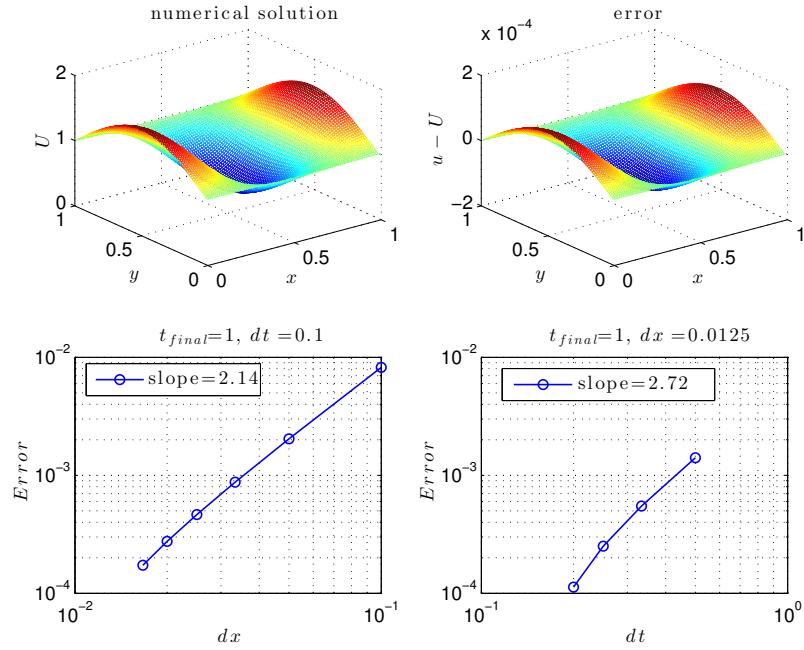 numerical solution
2
1
0
U
1
0.5
0
y
0
0.5
1
x
error
x 10^−4
2
0
−2
u − U
1
0.5
0
y
0
0.5
1
x
t_final=1, dt =0.1
slope=2.14
10^−2
10^−3
10^−4
Error
10^−2
10^−1
dx
t_final=1, dx =0.0125
slope=2.72
10^−2
10^−3
10^−4
Error
10^−1
10^0
dt